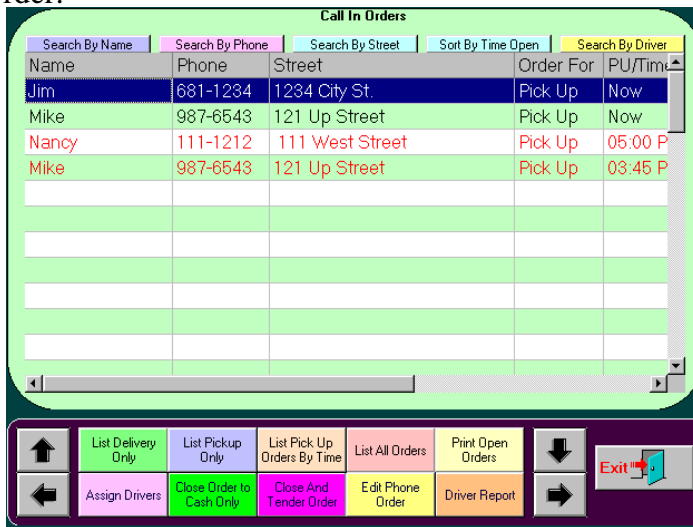 rder.
Call In Orders
Search By Name Search By Phone Search By Street Sort By Time Open Search By Driver
Name Phone Street Order For PU/Time
Jim 681-1234 1234 City St. Pick Up Now
Mike 987-6543 121 Up Street Pick Up Now
Nancy 111-1212 111 West Street Pick Up 05:00 P
Mike 987-6543 121 Up Street Pick Up 03:45 P
List Delivery Only
List Pickup Only
List Pick Up Orders By Time
List All Orders
Print Open Orders
Exit
Assign Drivers
Close Order to Cash Only
Close And Tender Order
Edit Phone Order
Driver Report